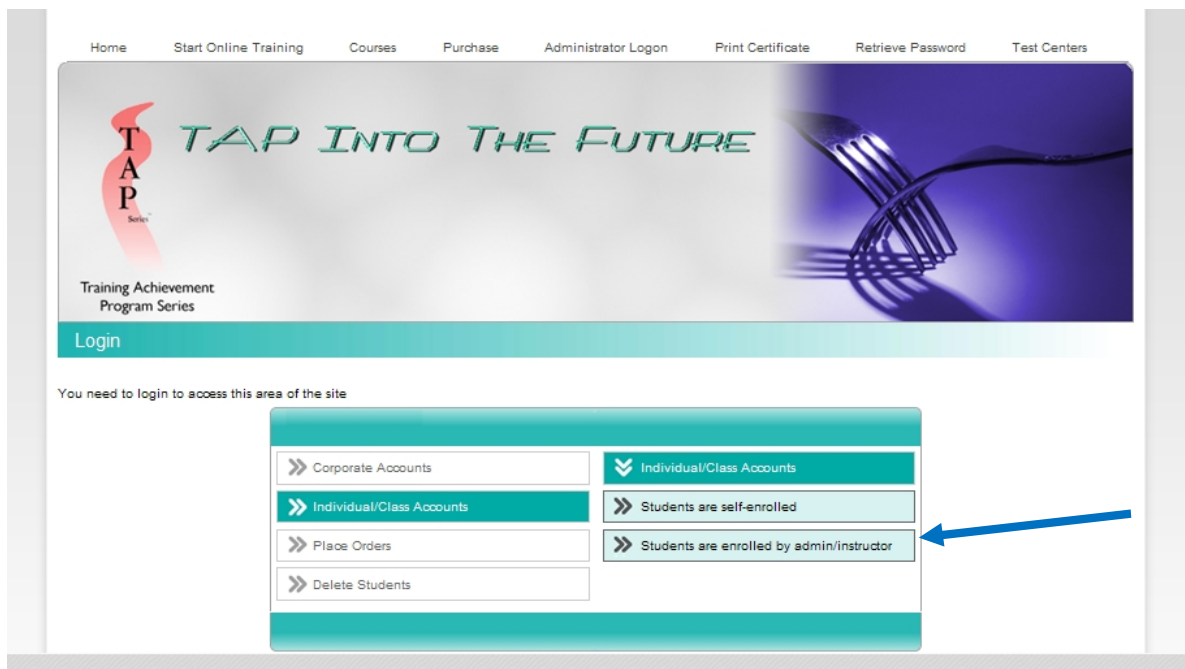 Home Start Online Training Courses Purchase Administrator Logon Print Certificate Retrieve Password Test Centers
TAP INTO THE FUTURE
T
A
P
Series
Training Achievement
Program Series
Login
You need to login to access this area of the site
Corporate Accounts
Individual/Class Accounts
Place Orders
Delete Students
Individual/Class Accounts
Students are self-enrolled
Students are enrolled by admin/instructor